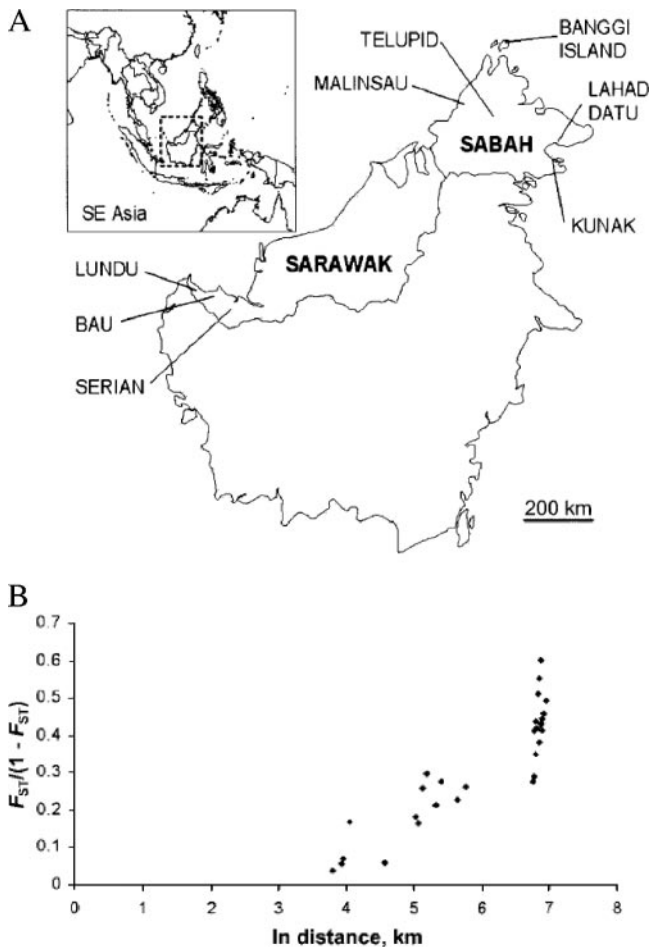 A
SE Asia
TELUPID
BANGGI
ISLAND
MALINSAU
LAHAD
DATU
SABAH
KUNAK
SARAWAK
LUNDU
BAU
SERIAN
200 km
B
0.7
0.6
0.5
0.4
0.3
0.2
0.1
0
FST/(1 - FST)
0 1 2 3 4 5 6 7 8
ln distance, km